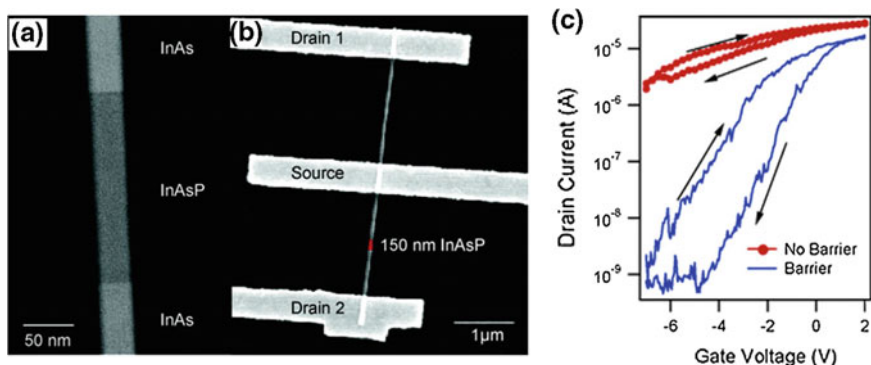 (a)
InAs
InAsP
InAs
50 nm
(b)
Drain 1
Source
150 nm InAsP
Drain 2
1µm
(c)
Drain Current (A)
10⁻⁵
10⁻⁶
10⁻⁷
10⁻⁸
10⁻⁹
No Barrier
Barrier
-6 -4 -2 0 2
Gate Voltage (V)